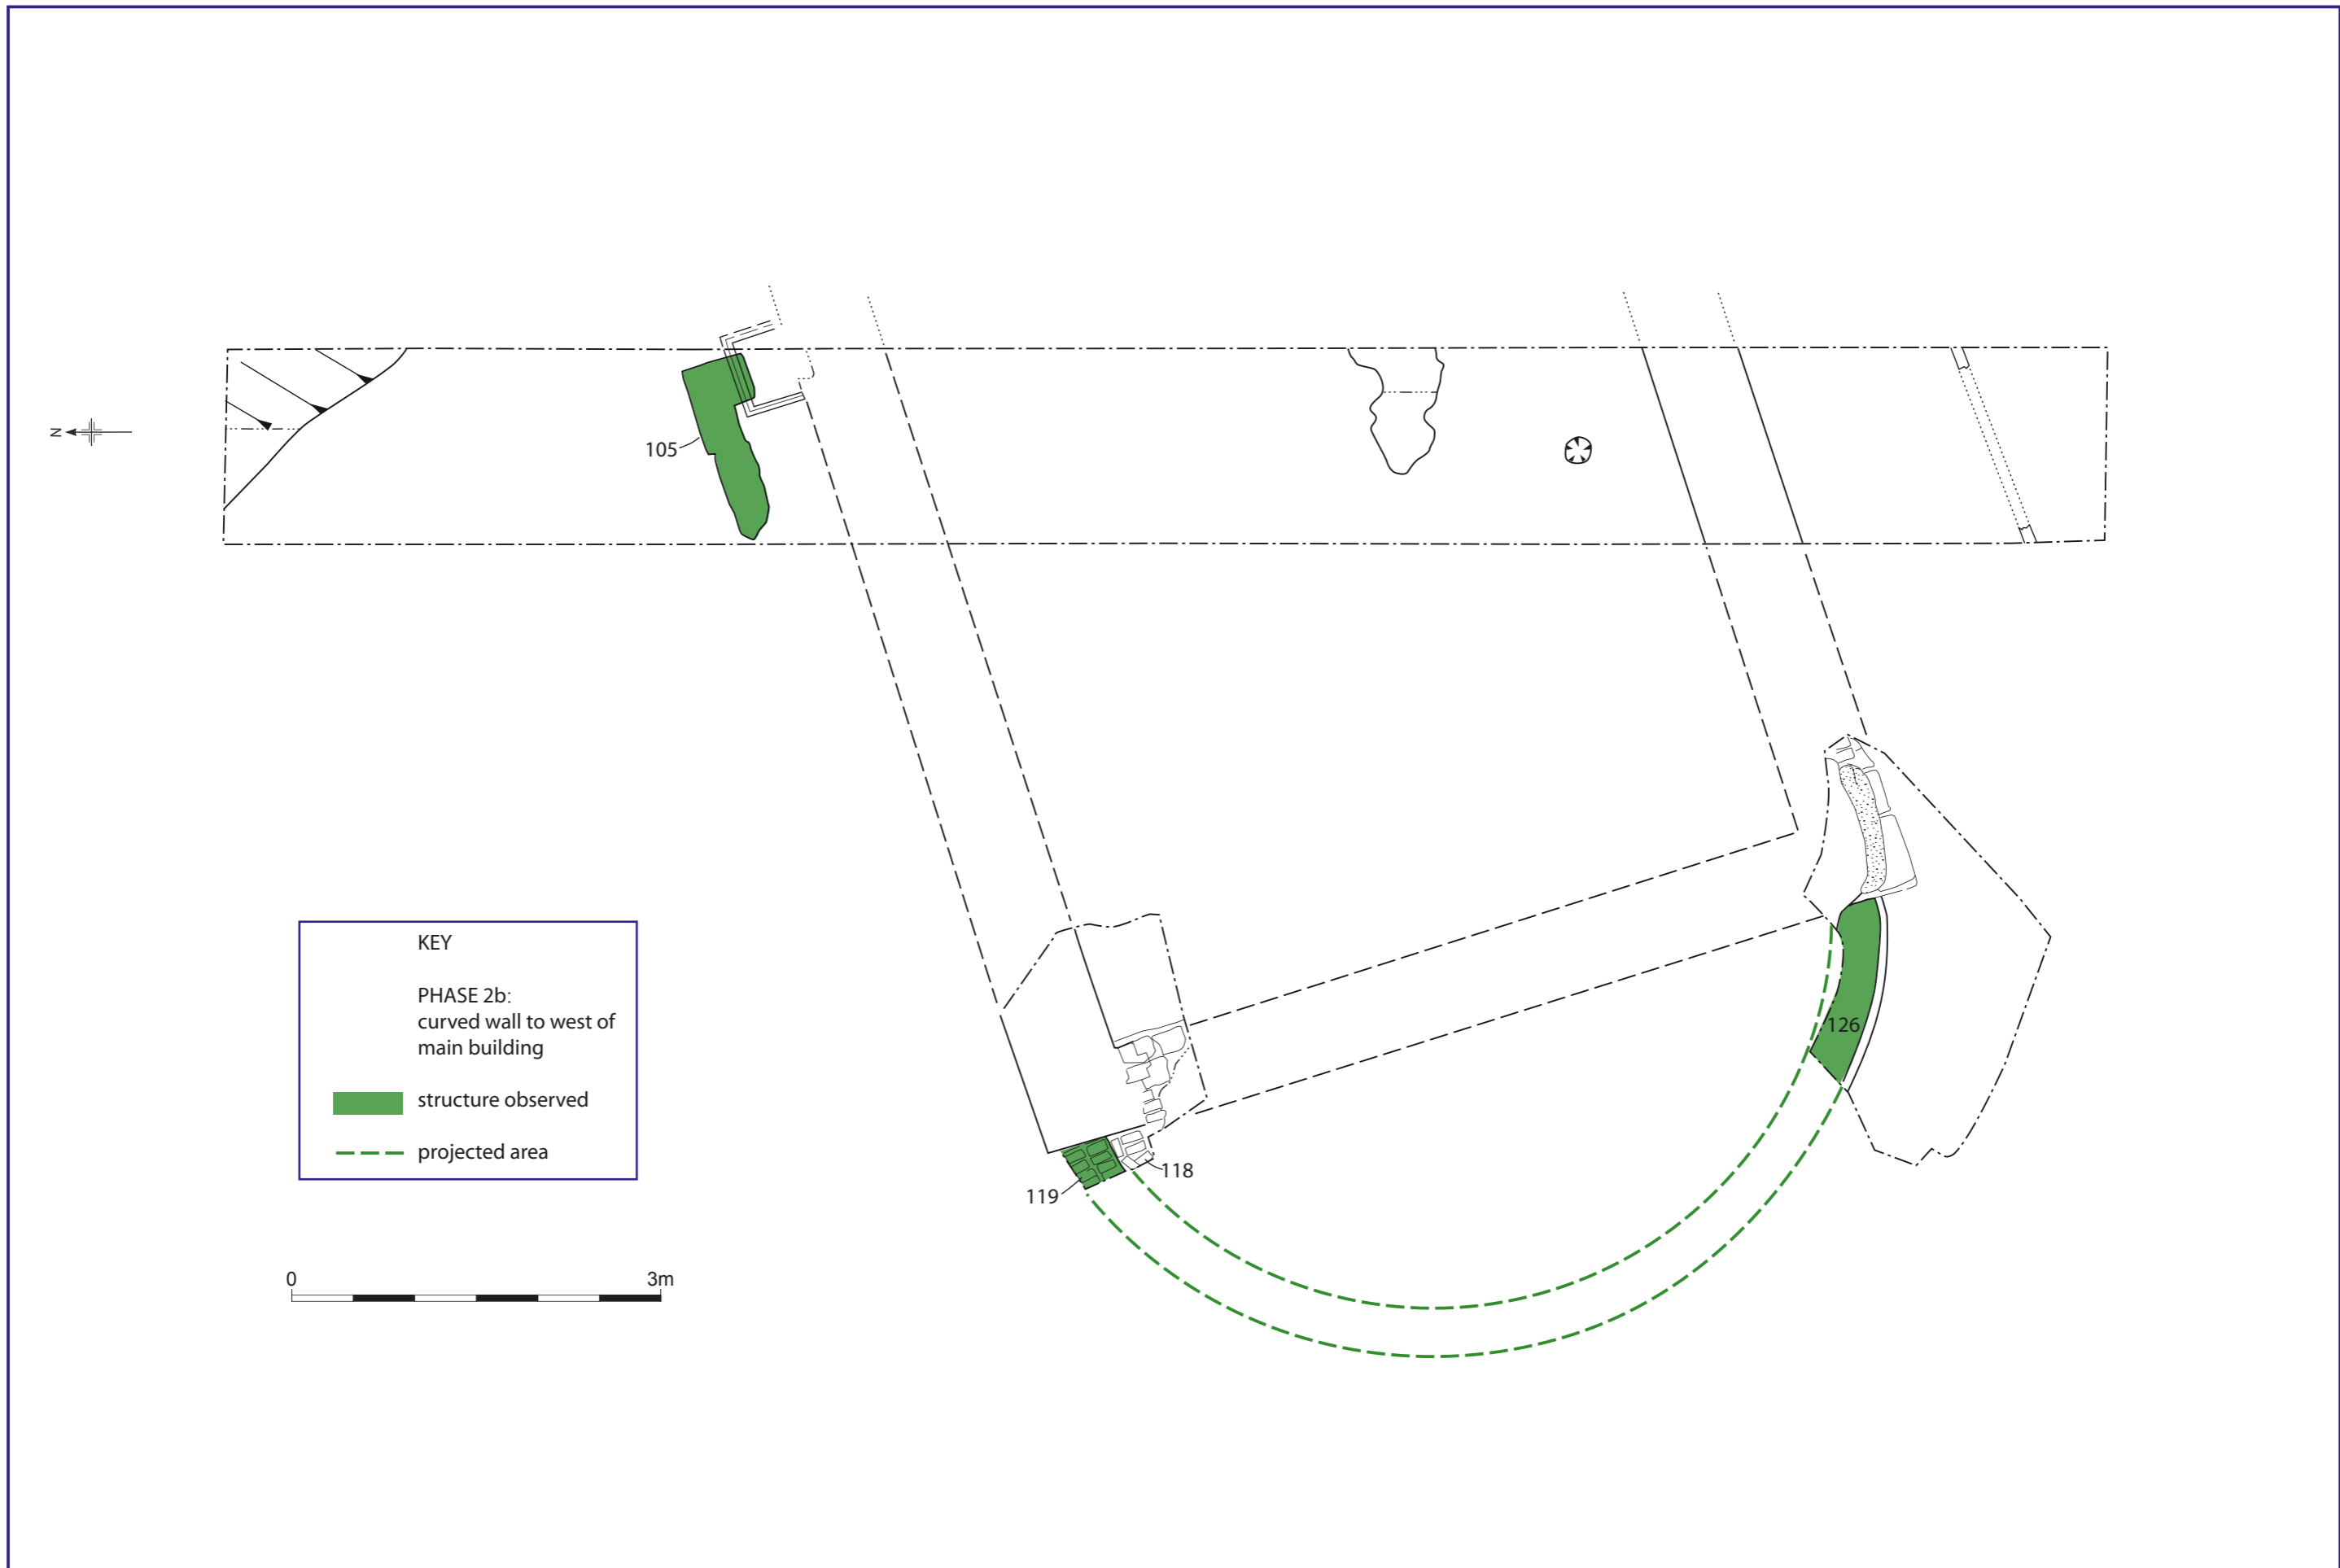 N
105
126
118
119
KEY
PHASE 2b:
curved wall to west of
main building
structure observed
projected area
0 3m